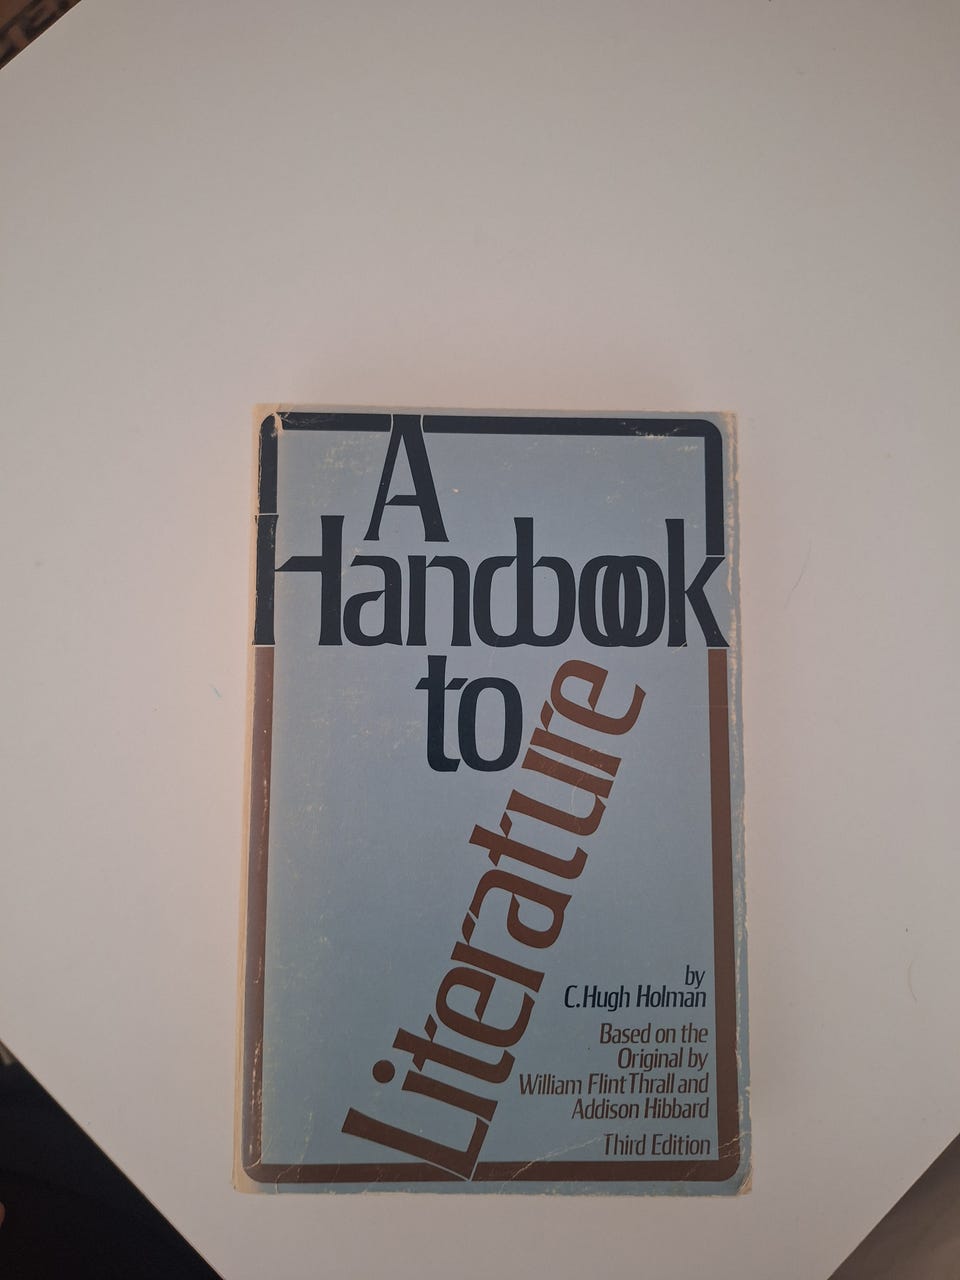 A
Handbook
to
Literature
by
C. Hugh Holman
Based on the
Original by
William Flint Thrall and
Addison Hibbard
Third Edition